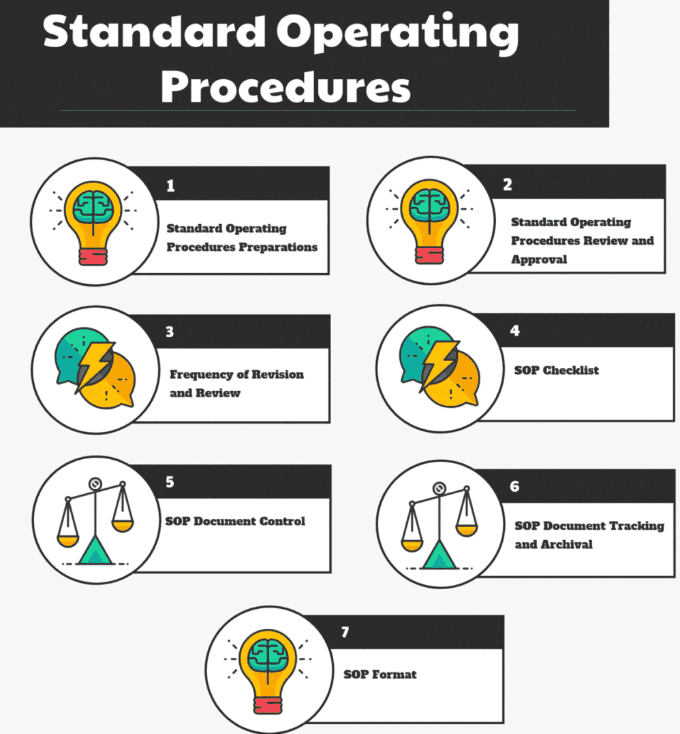 Standard Operating
Procedures
1
Standard Operating
Procedures Preparations
2
Standard Operating
Procedures Review and
Approval
3
Frequency of Revision
and Review
4
SOP Checklist
5
SOP Document Control
6
SOP Document Tracking
and Archival
7
SOP Format